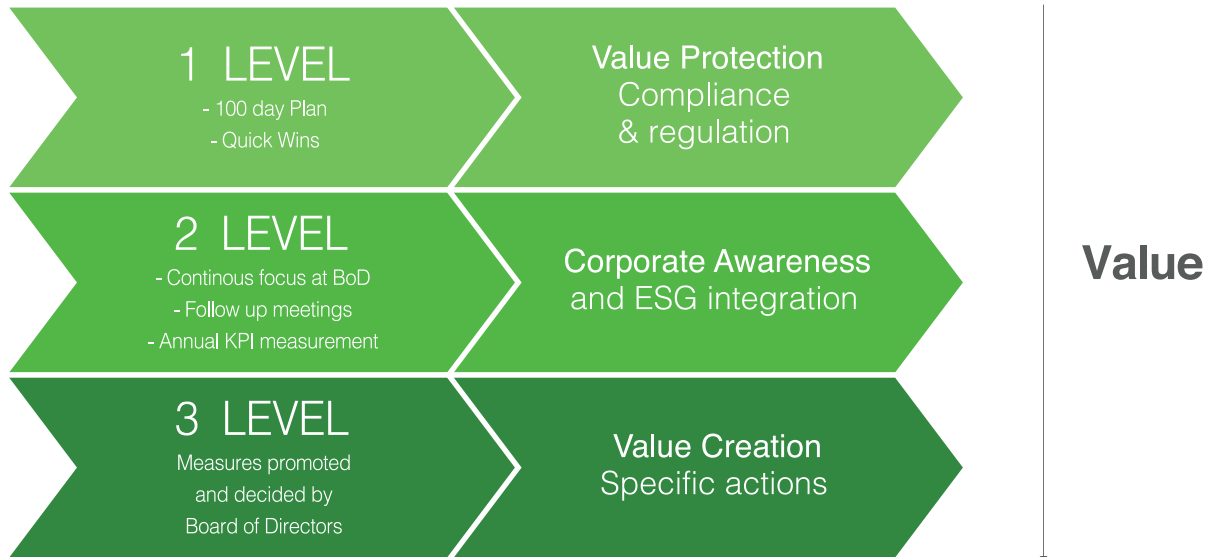 1 LEVEL
- 100 day Plan
- Quick Wins
Value Protection
Compliance
& regulation
2 LEVEL
- Continous focus at BoD
- Follow up meetings
- Annual KPI measurement
Corporate Awareness
and ESG integration
3 LEVEL
Measures promoted
and decided by
Board of Directors
Value Creation
Specific actions
Value